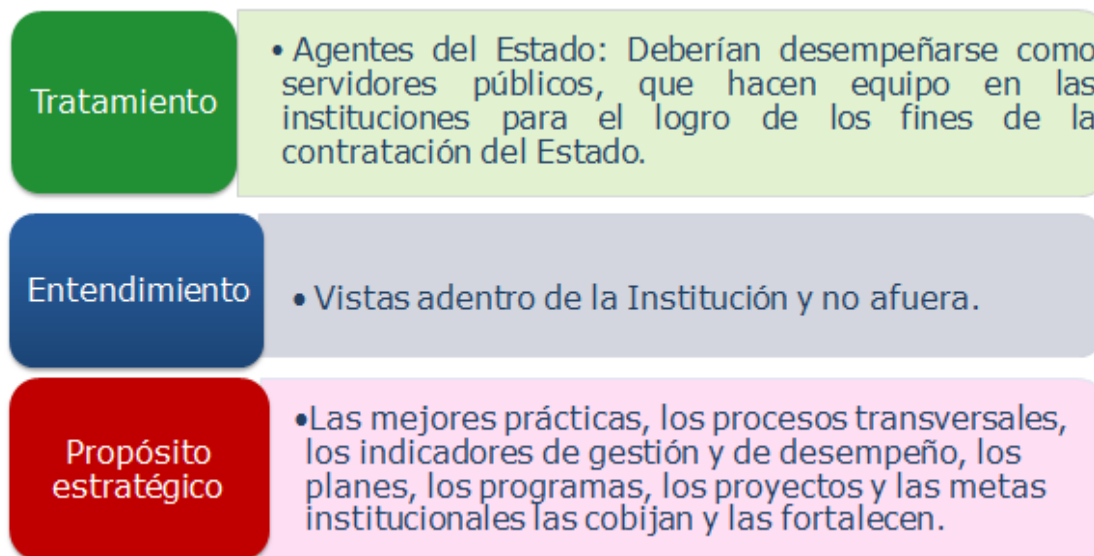 Tratamiento
• Agentes del Estado: Deberían desempeñarse como
servidores públicos, que hacen equipo en las
instituciones para el logro de los fines de la
contratación del Estado.
Entendimiento
• Vistas adentro de la Institución y no afuera.
Propósito
estratégico
•Las mejores prácticas, los procesos transversales,
los indicadores de gestión y de desempeño, los
planes, los programas, los proyectos y las metas
institucionales las cobijan y las fortalecen.